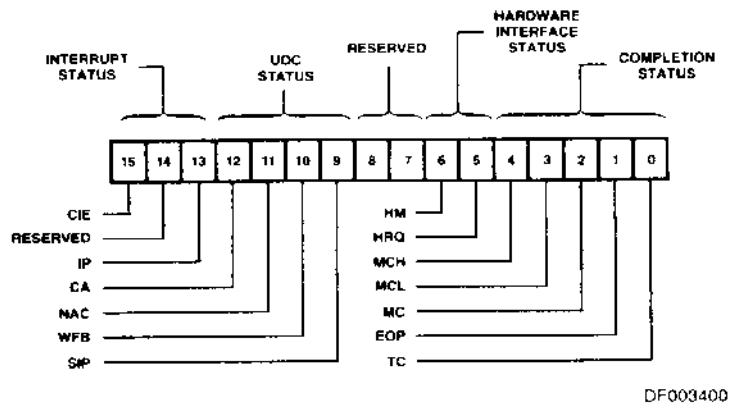 INTERRUPT
STATUS
UDC
STATUS
RESERVED
HARDWARE
INTERFACE
STATUS
COMPLETION
STATUS
15 14 13 12 11 10 9 8 7 6 5 4 3 2 1 0
CIE
RESERVED
IP
CA
NAC
WFB
SIP
HM
HRQ
MCH
MCL
MC
EOP
TC
DF003400